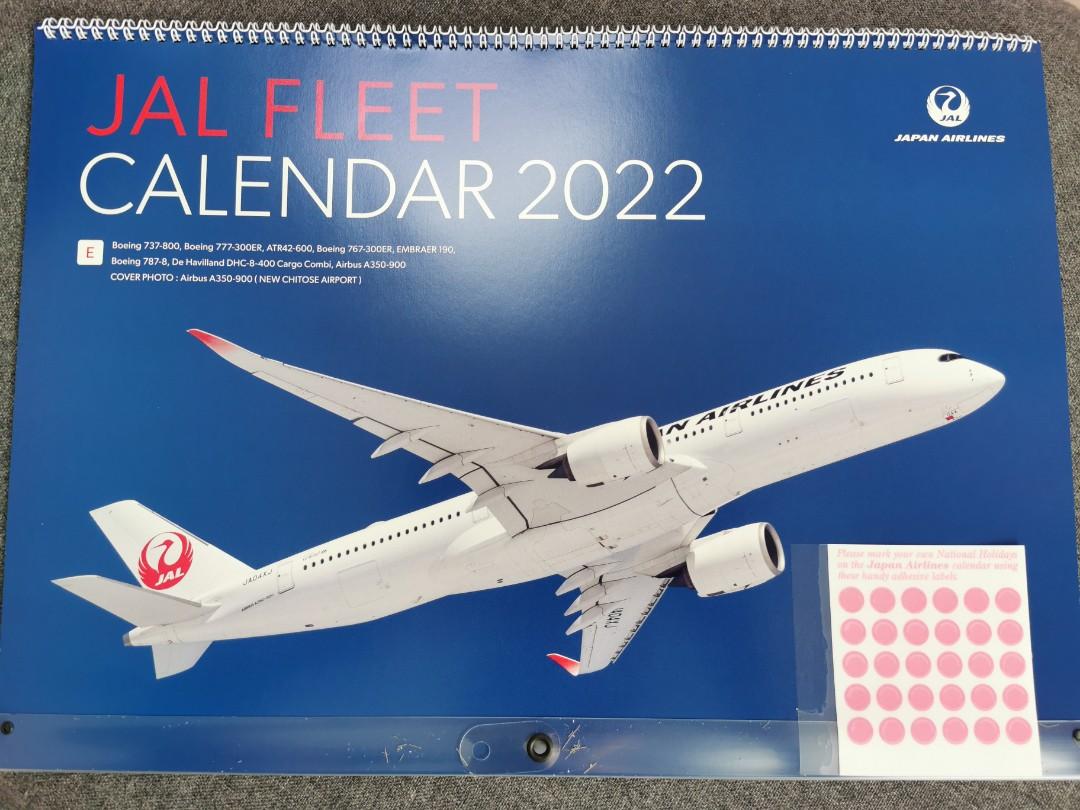 JAL FLEET
CALENDAR 2022
JAL
JAPAN AIRLINES
E
Boeing 737-800, Boeing 777-300ER, ATR42-600, Boeing 767-300ER, EMBRAER 190,
Boeing 787-8, De Havilland DHC-8-400 Cargo Combi, Airbus A350-900
COVER PHOTO : Airbus A350-900 ( NEW CHITOSE AIRPORT )
AN AIRLINES
JAL
JA04XJ
Please mark your own National Holidays
on the Japan Airlines calendar using
these handy adhesive labels.